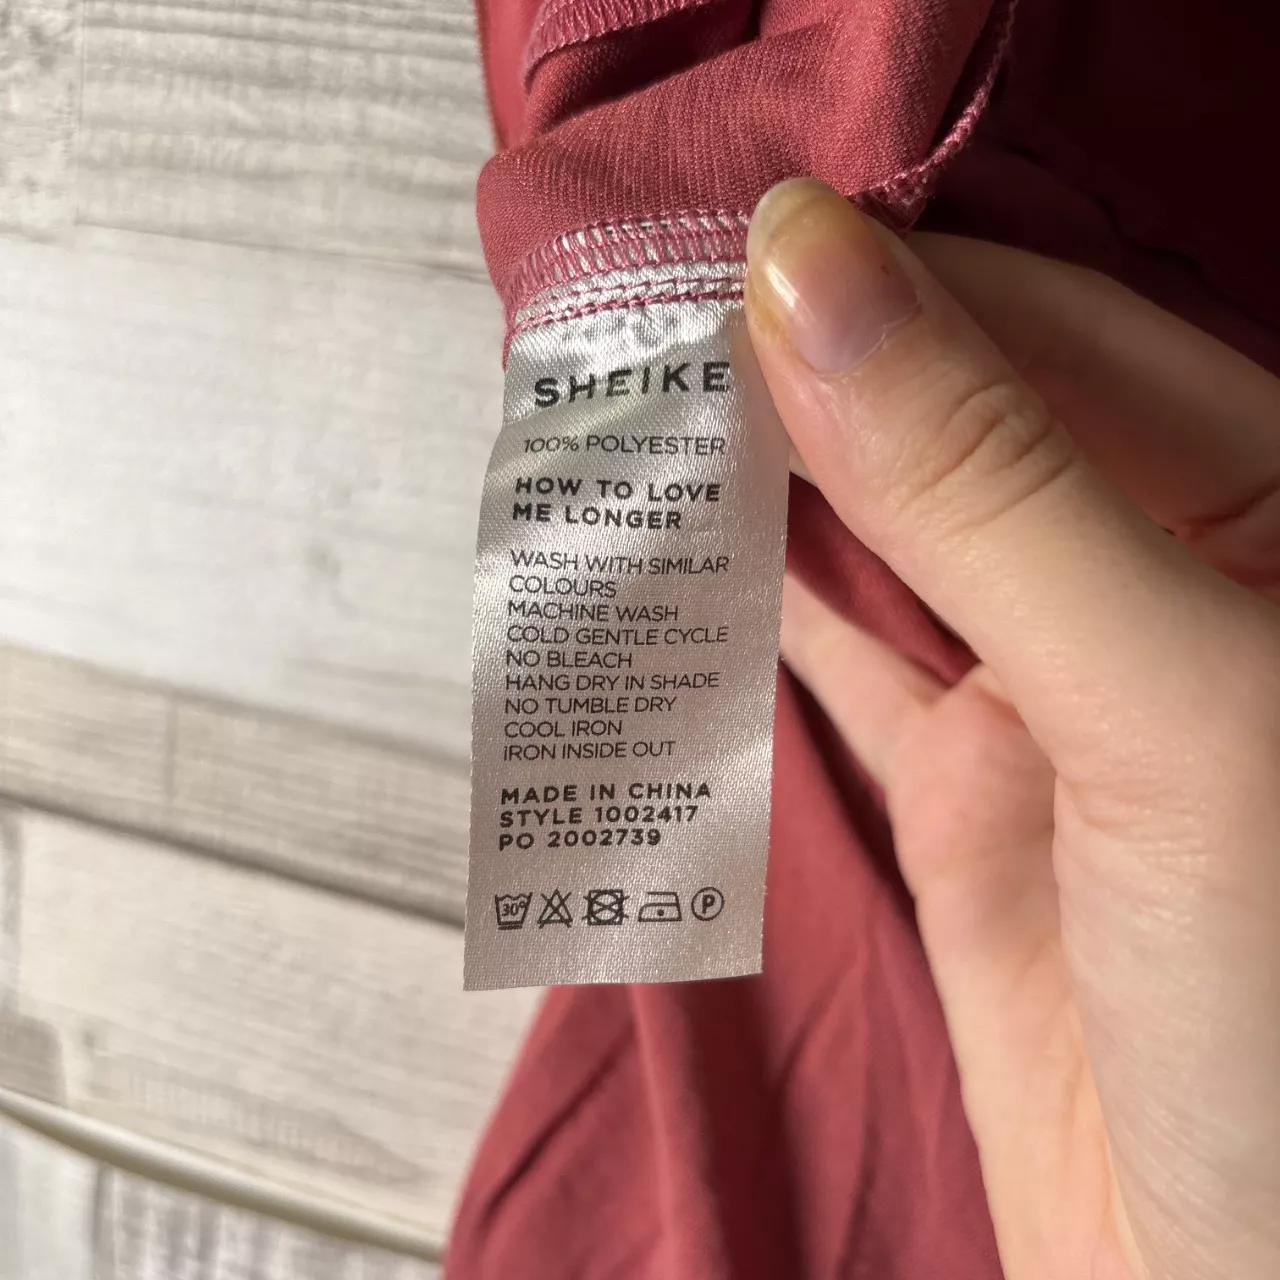 SHEIKE
100% POLYESTER
HOW TO LOVE
ME LONGER
WASH WITH SIMILAR
COLOURS
MACHINE WASH
COLD GENTLE CYCLE
NO BLEACH
HANG DRY IN SHADE
NO TUMBLE DRY
COOL IRON
IRON INSIDE OUT
MADE IN CHINA
STYLE 1002417
PO 2002739
30° P